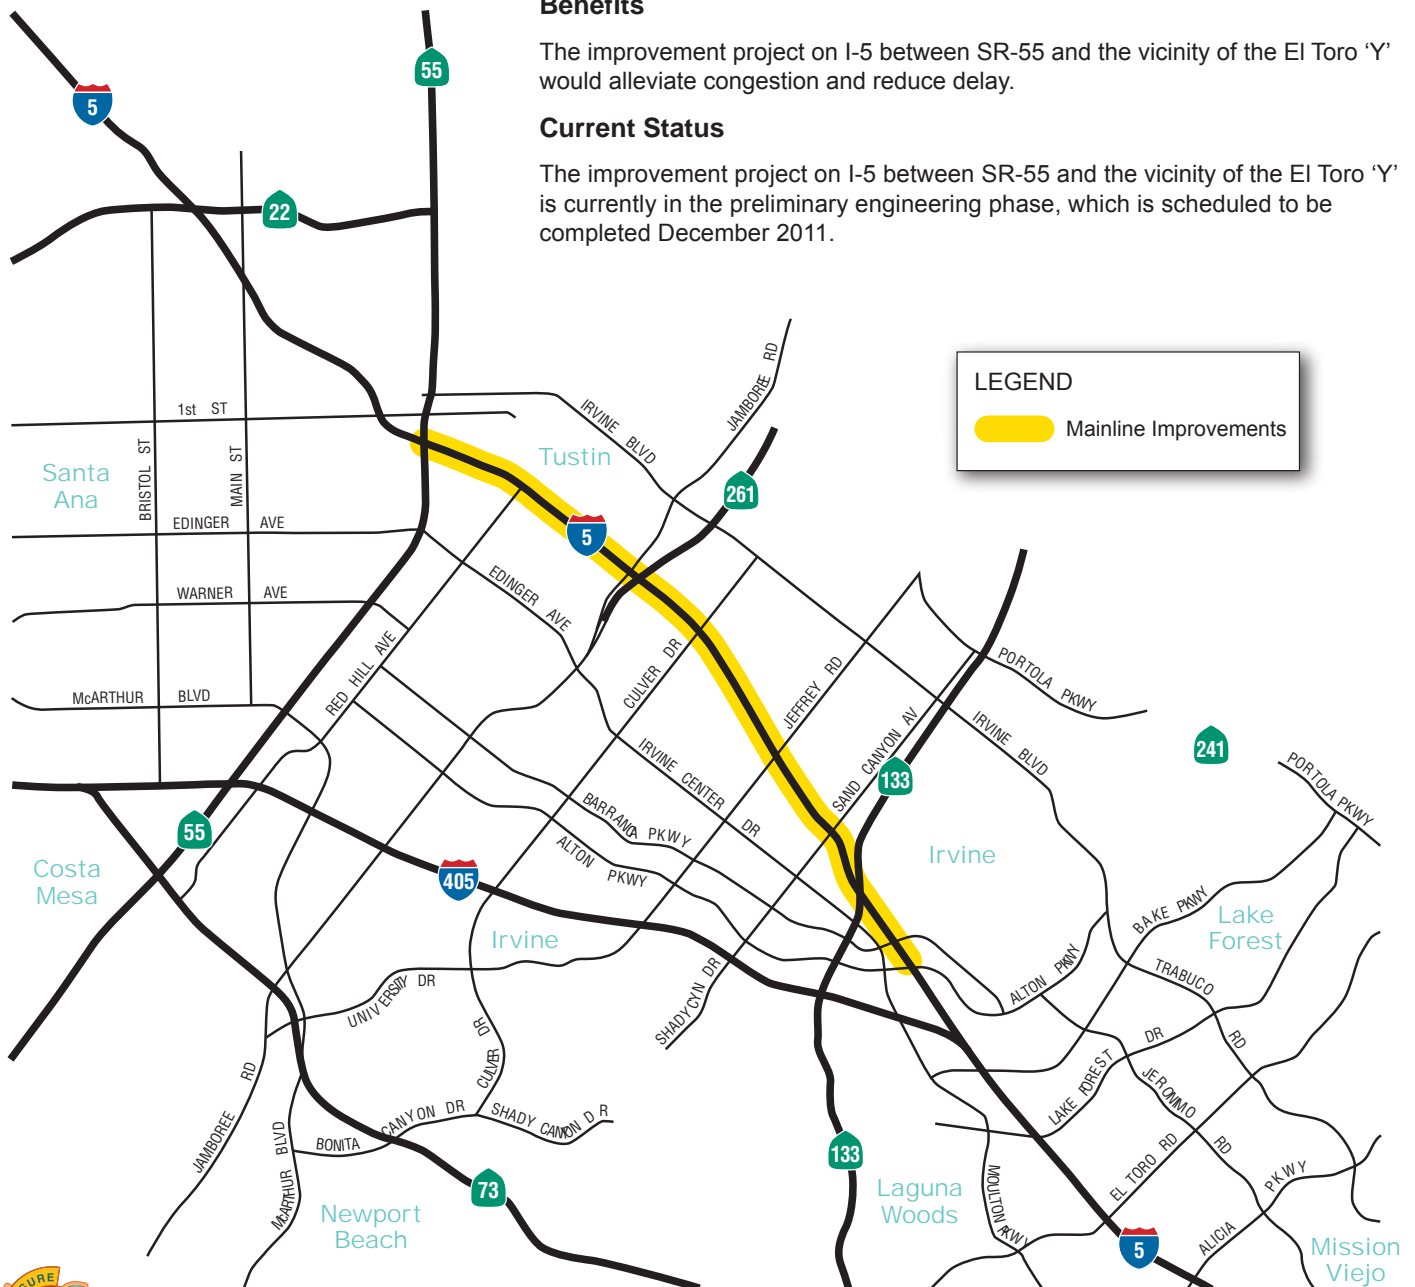 Benefits
The improvement project on I-5 between SR-55 and the vicinity of the El Toro ‘Y’
would alleviate congestion and reduce delay.
Current Status
The improvement project on I-5 between SR-55 and the vicinity of the El Toro ‘Y’
is currently in the preliminary engineering phase, which is scheduled to be
completed December 2011.
LEGEND
Mainline Improvements
5
55
22
1st ST
IRVINE BLVD
JAMBOREE RD
Santa
Ana
BRISTOL ST
MAIN ST
Tustin
261
5
EDINGER AVE
EDINGER AVE
WARNER AVE
RED HILL AVE
CULVER DR
JEFFREY RD
PORTOLA PKWY
McARTHUR BLVD
SAND CANYON AV
IRVINE BLVD
241
PORTOLA PKWY
IRVINE CENTER DR
133
BARRANCA PKWY
ALTON PKWY
55
Costa
Mesa
405
Irvine
Irvine
BAKE PKWY
Lake
Forest
UNIVERSITY DR
SHADYCYN DR
ALTON PKWY
TRABUCO RD
CULVER DR
LAKE FOREST DR
JERONIMO RD
JAMBOREE RD
McARTHUR BLVD
BONITA CANYON DR
SHADY CANYON DR
133
EL TORO RD
73
Newport
Beach
Laguna
Woods
MOULTON PKWY
ALICIA PKWY
5
Mission
Viejo